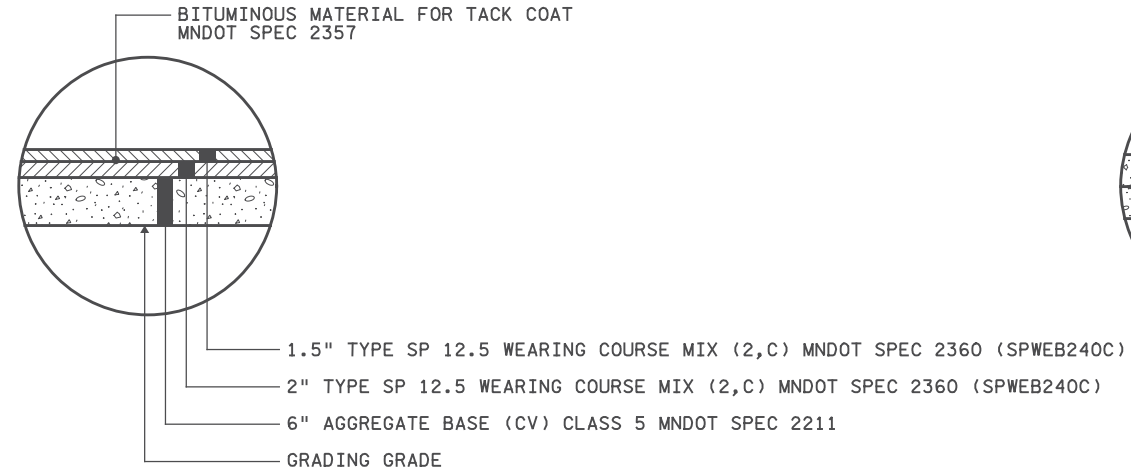 BITUMINOUS MATERIAL FOR TACK COAT
MNDOT SPEC 2357
1.5" TYPE SP 12.5 WEARING COURSE MIX (2,C) MNDOT SPEC 2360 (SPWEB240C)
2" TYPE SP 12.5 WEARING COURSE MIX (2,C) MNDOT SPEC 2360 (SPWEB240C)
6" AGGREGATE BASE (CV) CLASS 5 MNDOT SPEC 2211
GRADING GRADE